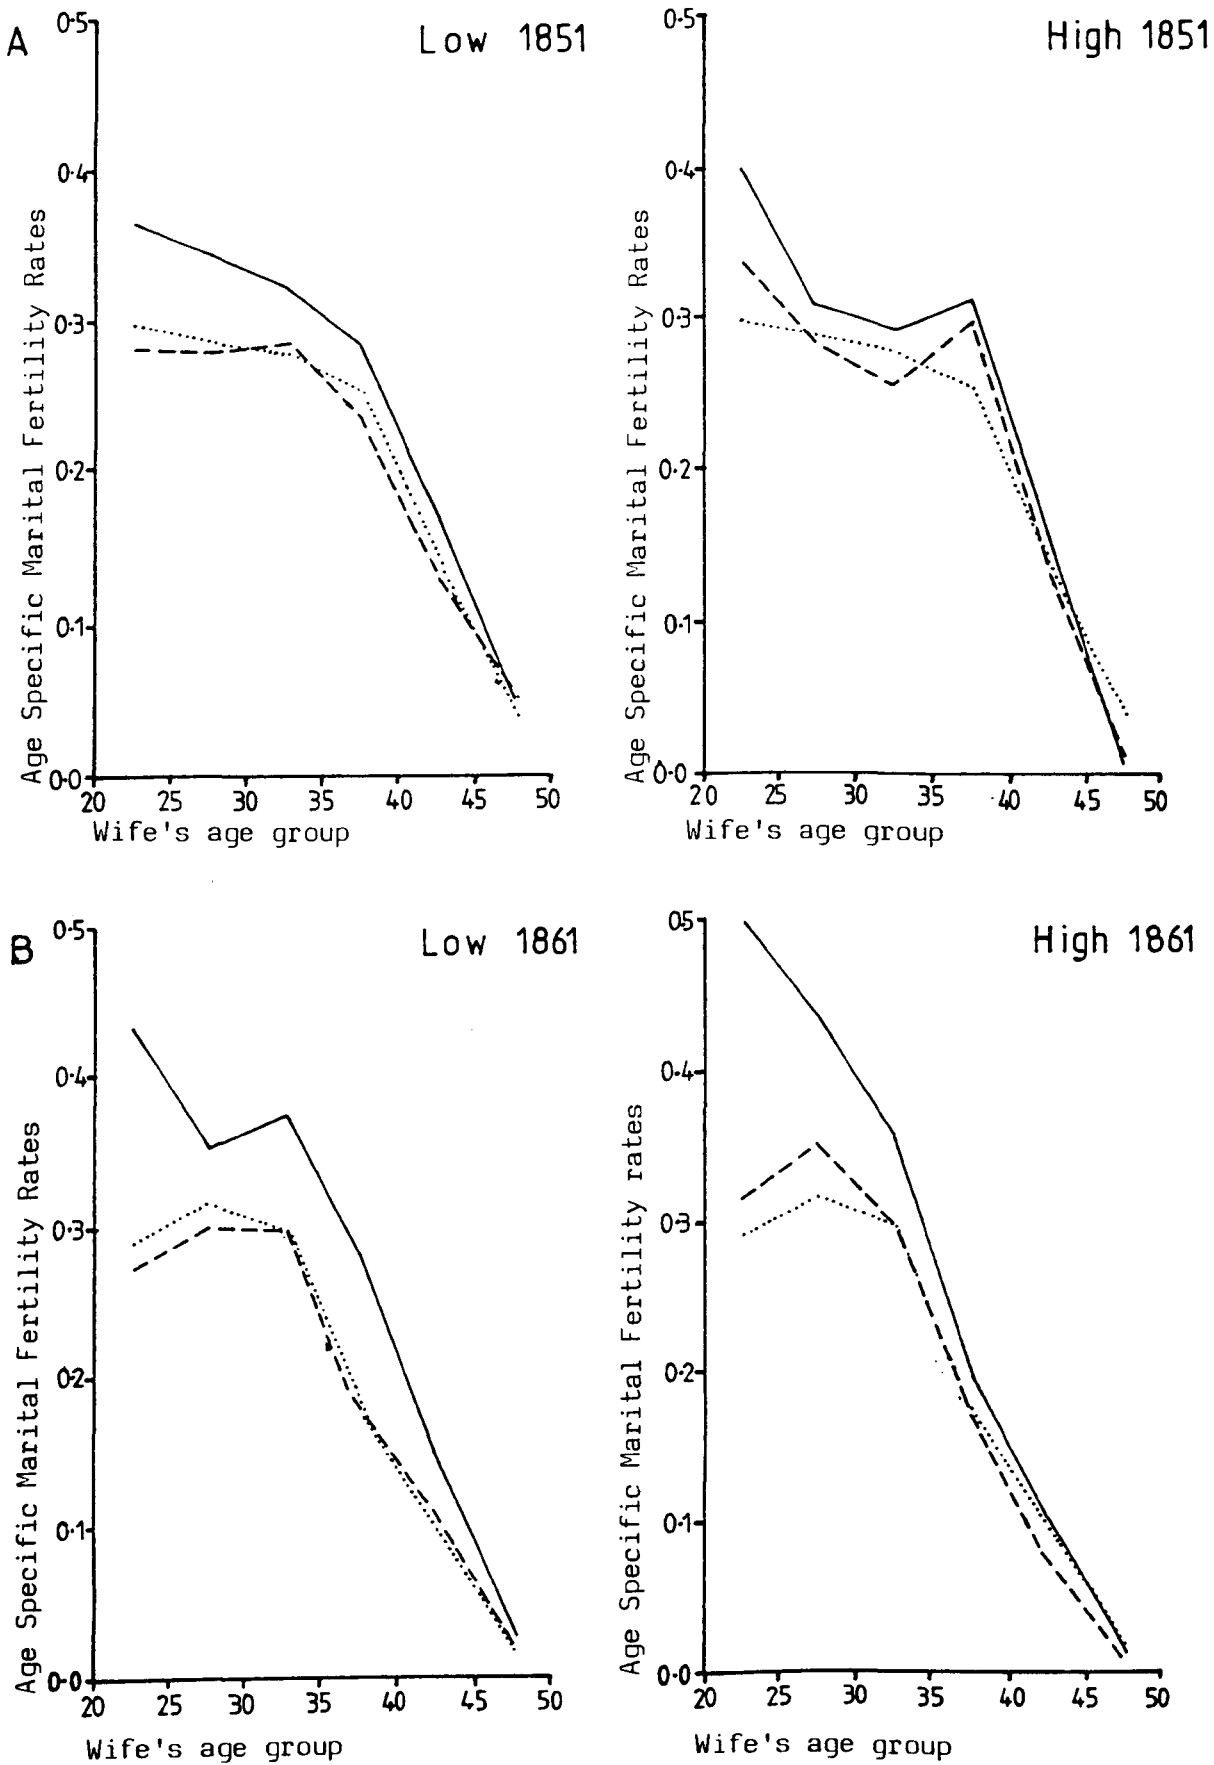 A
Low 1851
0·5
0·4
0·3
0·2
0·1
0·0
Age Specific Marital Fertility Rates
20 25 30 35 40 45 50
Wife's age group
High 1851
0·5
0·4
0·3
0·2
0·1
0·0
Age Specific Marital Fertility Rates
20 25 30 35 40 45 50
Wife's age group
B
Low 1861
0·5
0·4
0·3
0·2
0·1
0·0
Age Specific Marital Fertility Rates
20 25 30 35 40 45 50
Wife's age group
High 1861
0·5
0·4
0·3
0·2
0·1
0·0
Age Specific Marital Fertility rates
20 25 30 35 40 45 50
Wife's age group